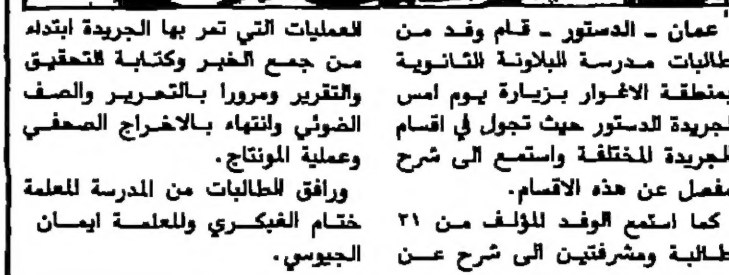 عمان ـ الدستور ـ قام وفد من
طالبات مدرسة البلاونة الثانوية
بمنطقة الاغوار بزيارة يوم امس
لجريدة الدستور حيث تجول في اقسام
الجريدة المختلفة واستمع الى شرح
مفصل عن هذه الاقسام.
كما استمع الوفد المؤلف من ٢١
طالبة ومشرفتين الى شرح عن
العمليات التي تمر بها الجريدة ابتداء
من جمع الخبر وكتابة التحقيق
والتقرير ومرورا بالتحرير والصف
الضوئي وانتهاء بالاخراج الصحفي
وعملية المونتاج.
ورافق الطالبات من المدرسة المعلمة
ختام الفكري والمعلمة ايمان
الجيوسي.